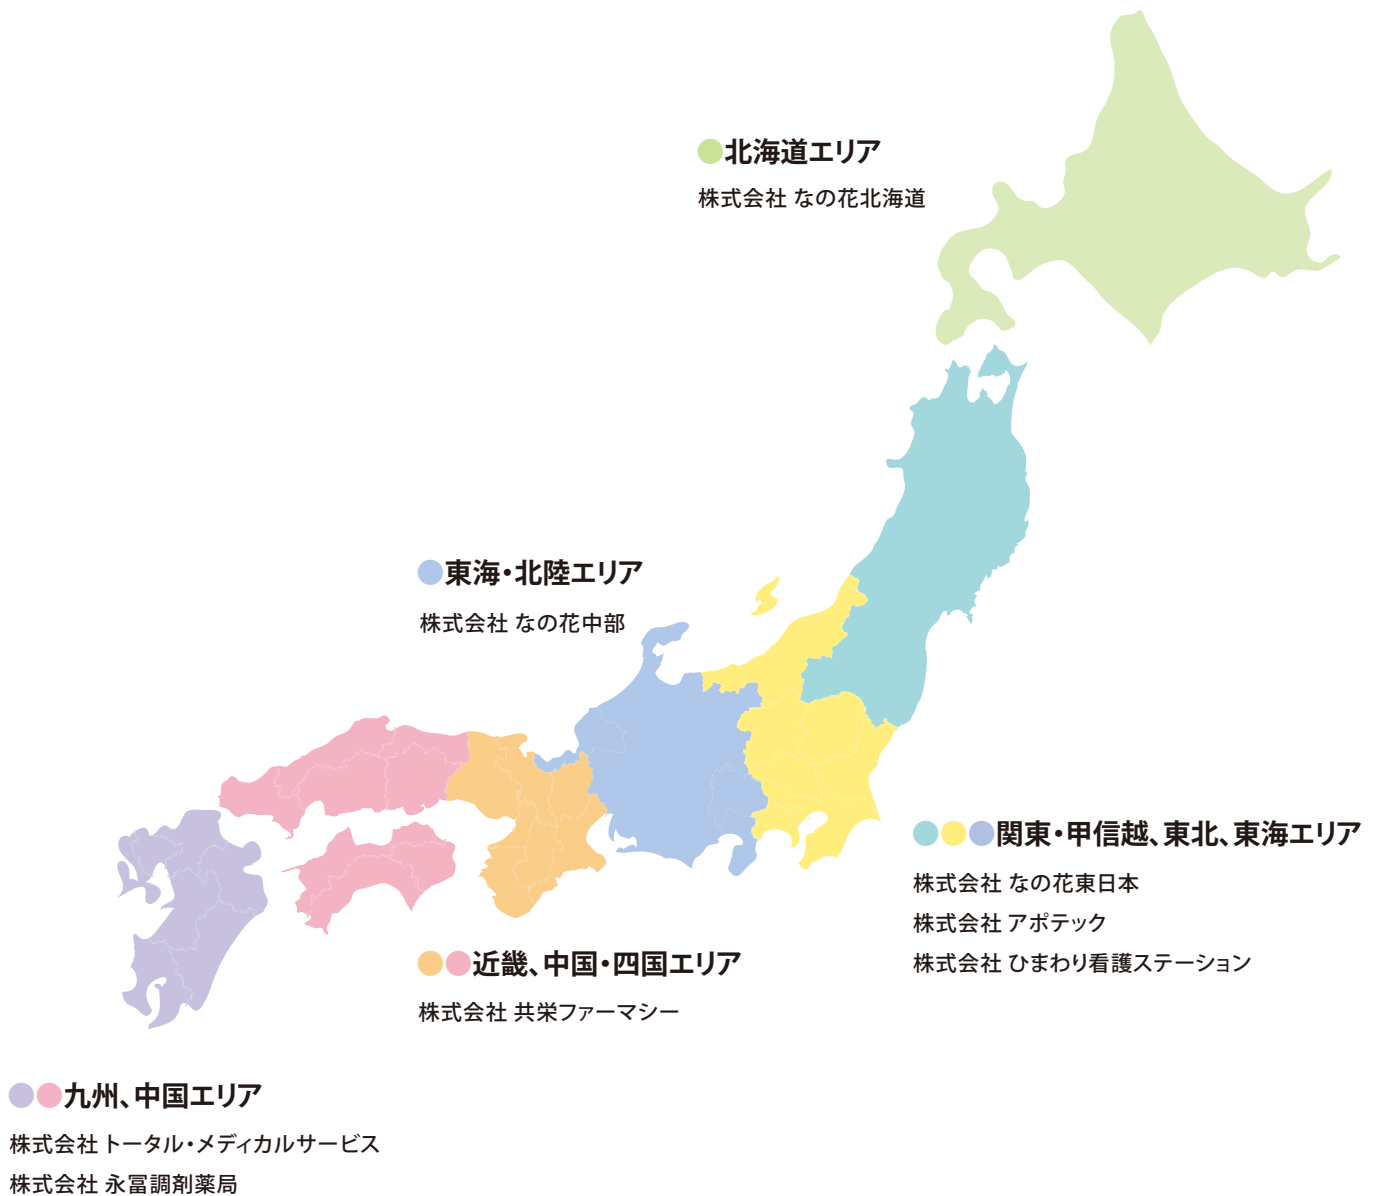 北海道エリア
株式会社 なの花北海道
東海・北陸エリア
株式会社 なの花中部
関東・甲信越、東北、東海エリア
株式会社 なの花東日本
株式会社 アポテック
株式会社 ひまわり看護ステーション
近畿、中国・四国エリア
株式会社 共栄ファーマシー
九州、中国エリア
株式会社 トータル・メディカルサービス
株式会社 永冨調剤薬局